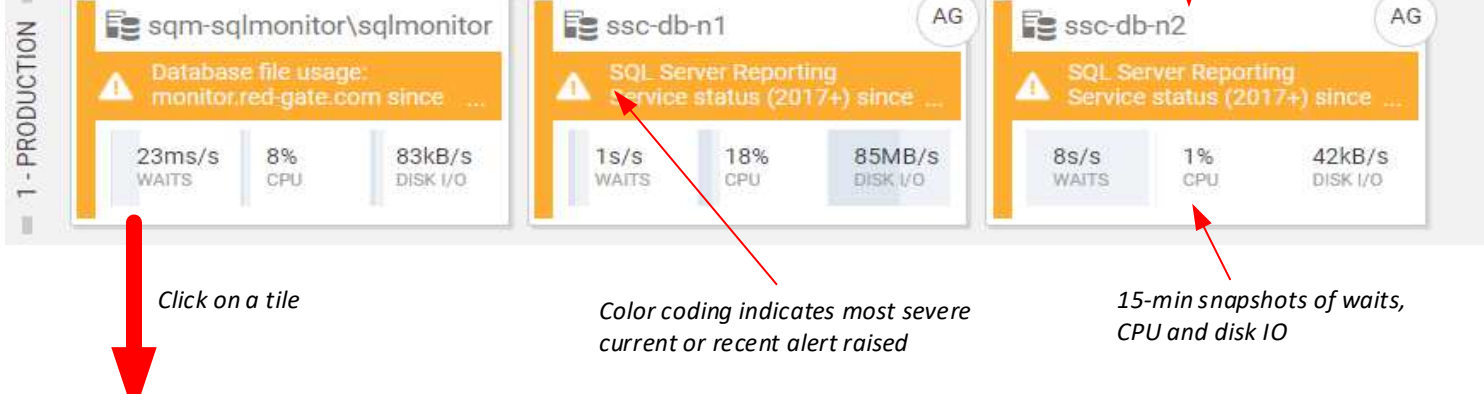 1 - PRODUCTION
sqm-sqlmonitor\sqlmonitor
Database file usage:
monitor.red-gate.com since ...
23ms/s 8% 83kB/s
WAITS CPU DISK I/O
ssc-db-n1 AG
SQL Server Reporting
Service status (2017+) since ...
1s/s 18% 85MB/s
WAITS CPU DISK I/O
ssc-db-n2 AG
SQL Server Reporting
Service status (2017+) since ...
8s/s 1% 42kB/s
WAITS CPU DISK I/O
Click on a tile
Color coding indicates most severe
current or recent alert raised
15-min snapshots of waits,
CPU and disk IO